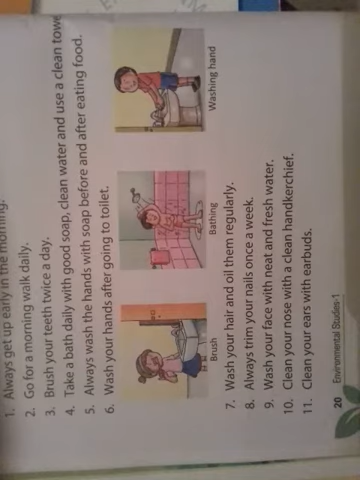 1. Always get up early in the morning.
2. Go for a morning walk daily.
3. Brush your teeth twice a day.
4. Take a bath daily with good soap, clean water and use a clean
5. Always wash the hands with soap before and after eating food.
6. Wash your hands after going to toilet.
Brush
Bathing
Washing hand
7. Wash your hair and oil them regularly.
8. Always trim your nails once a week.
9. Wash your face with neat and fresh water.
10. Clean your nose with a clean handkerchief.
11. Clean your ears with earbuds.
20 Environmental Studies-1